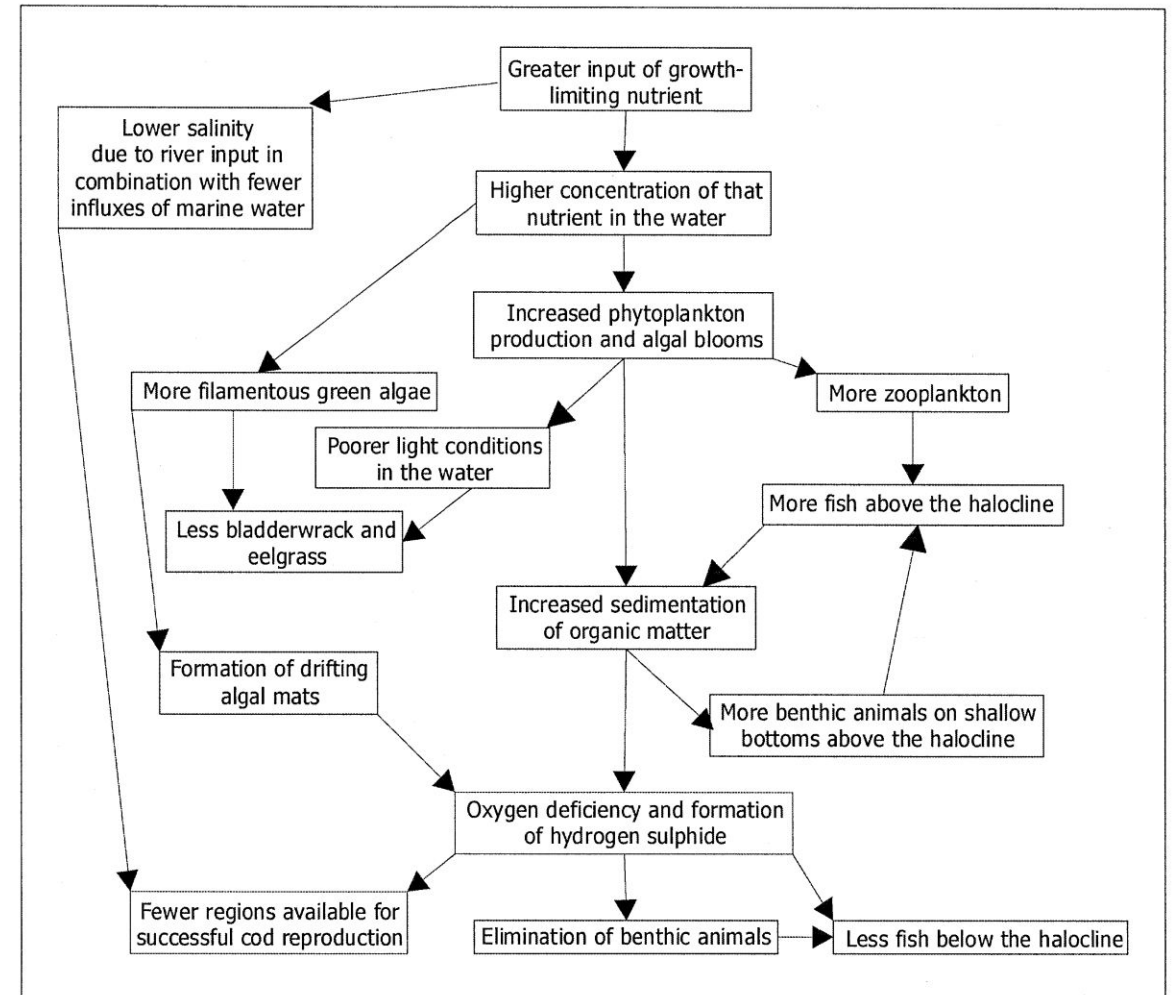 Greater input of growth-
limiting nutrient
Lower salinity
due to river input in
combination with fewer
influxes of marine water
Higher concentration of that
nutrient in the water
Increased phytoplankton
production and algal blooms
More filamentous green algae
More zooplankton
Poorer light conditions
in the water
More fish above the halocline
Less bladderwrack and
eelgrass
Increased sedimentation
of organic matter
Formation of drifting
algal mats
More benthic animals on shallow
bottoms above the halocline
Oxygen deficiency and formation
of hydrogen sulphide
Fewer regions available for
successful cod reproduction
Elimination of benthic animals
Less fish below the halocline